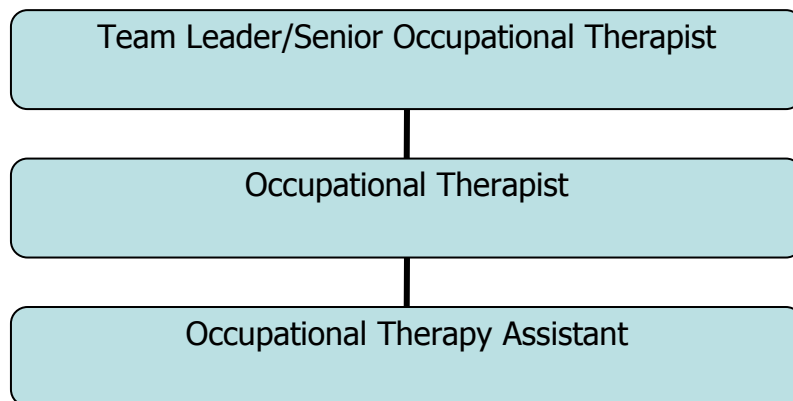 Team Leader/Senior Occupational Therapist
Occupational Therapist
Occupational Therapy Assistant